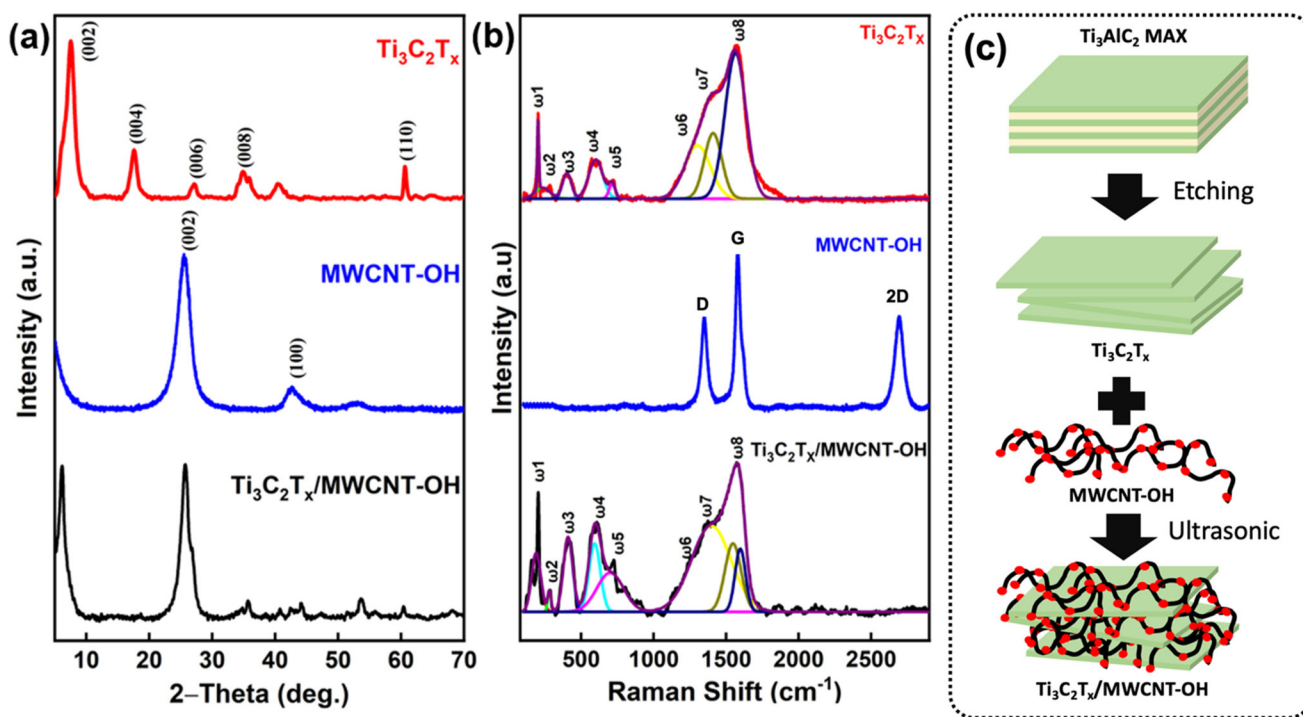 (a)
Ti₃C₂Tₓ
(002)
(004)
(006)
(008)
(110)
MWCNT-OH
(002)
(100)
Ti₃C₂Tₓ/MWCNT-OH
Intensity (a.u.)
10 20 30 40 50 60 70
2–Theta (deg.)
(b)
Ti₃C₂Tₓ
ω1
ω2
ω3
ω4
ω5
ω6
ω7
ω8
MWCNT-OH
D
G
2D
Ti₃C₂Tₓ/MWCNT-OH
ω1
ω2
ω3
ω4
ω5
ω6
ω7
ω8
Intensity (a.u)
500 1000 1500 2000 2500
Raman Shift (cm⁻¹)
(c)
Ti₃AlC₂ MAX
Etching
Ti₃C₂Tₓ
MWCNT-OH
Ultrasonic
Ti₃C₂Tₓ/MWCNT-OH